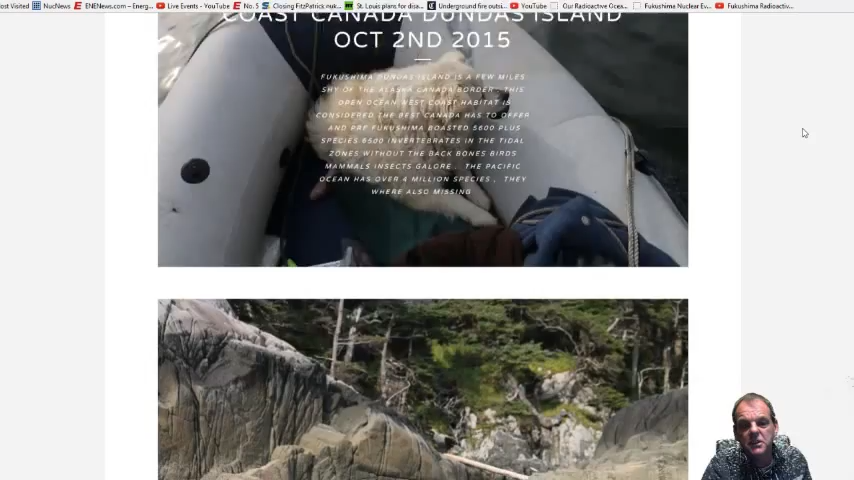 ost Visited NucNews ENENews.com – Energ... Live Events - YouTube No. 5 Closing FitzPatrick nuk... St. Louis plans for disa... Underground fire outsi... YouTube Our Radioactive Ocea... Fukushima Nuclear Ev... Fukushima Radioactiv...
COAST CANADA DUNDAS ISLAND
OCT 2ND 2015
FUKUSHIMA DUNDAS ISLAND IS A FEW MILES
SHY OF THE ALASKA CANADA BORDER . THIS
OPEN OCEAN WEST COAST HABITAT IS
CONSIDERED THE BEST CANADA HAS TO OFFER
AND PRE FUKUSHIMA BOASTED 5600 PLUS
SPECIES 6500 INVERTEBRATES IN THE TIDAL
ZONES WITHOUT THE BACK BONES BIRDS
MAMMALS INSECTS GALORE . THE PACIFIC
OCEAN HAS OVER 4 MILLION SPECIES . THEY
WHERE ALSO MISSING